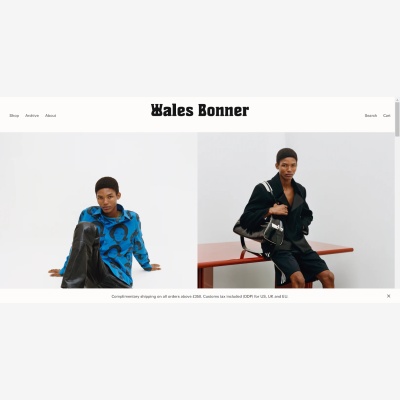 Wales Bonner
Shop Archive About
Search Cart
Complimentary shipping on all orders above £350. Customs tax included (DDP) for US, UK and EU.